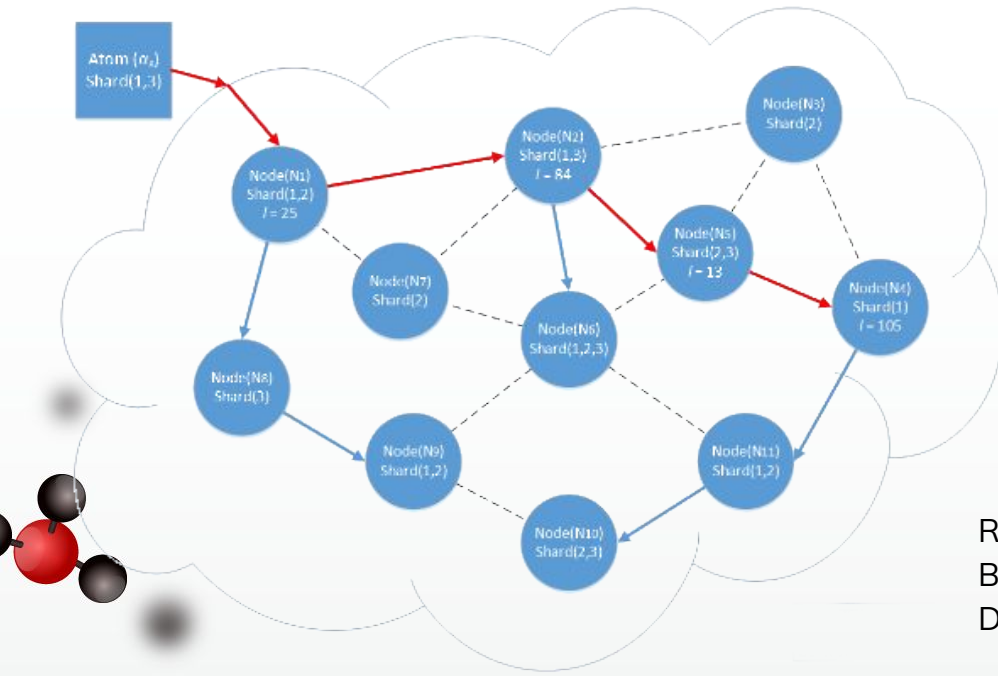 Atom (αₓ)
Shard(1,3)
Node(N3)
Shard(2)
Node(N2)
Shard(1,3)
l = 84
Node(N1)
Shard(1,2)
l = 25
Node(N5)
Shard(2,3)
l = 13
Node(N7)
Shard(2)
Node(N4)
Shard(1)
l = 105
Node(N6)
Shard(1,2,3)
Node(N8)
Shard(3)
Node(N9)
Shard(1,2)
Node(N11)
Shard(1,2)
Node(N10)
Shard(2,3)
R
B
D